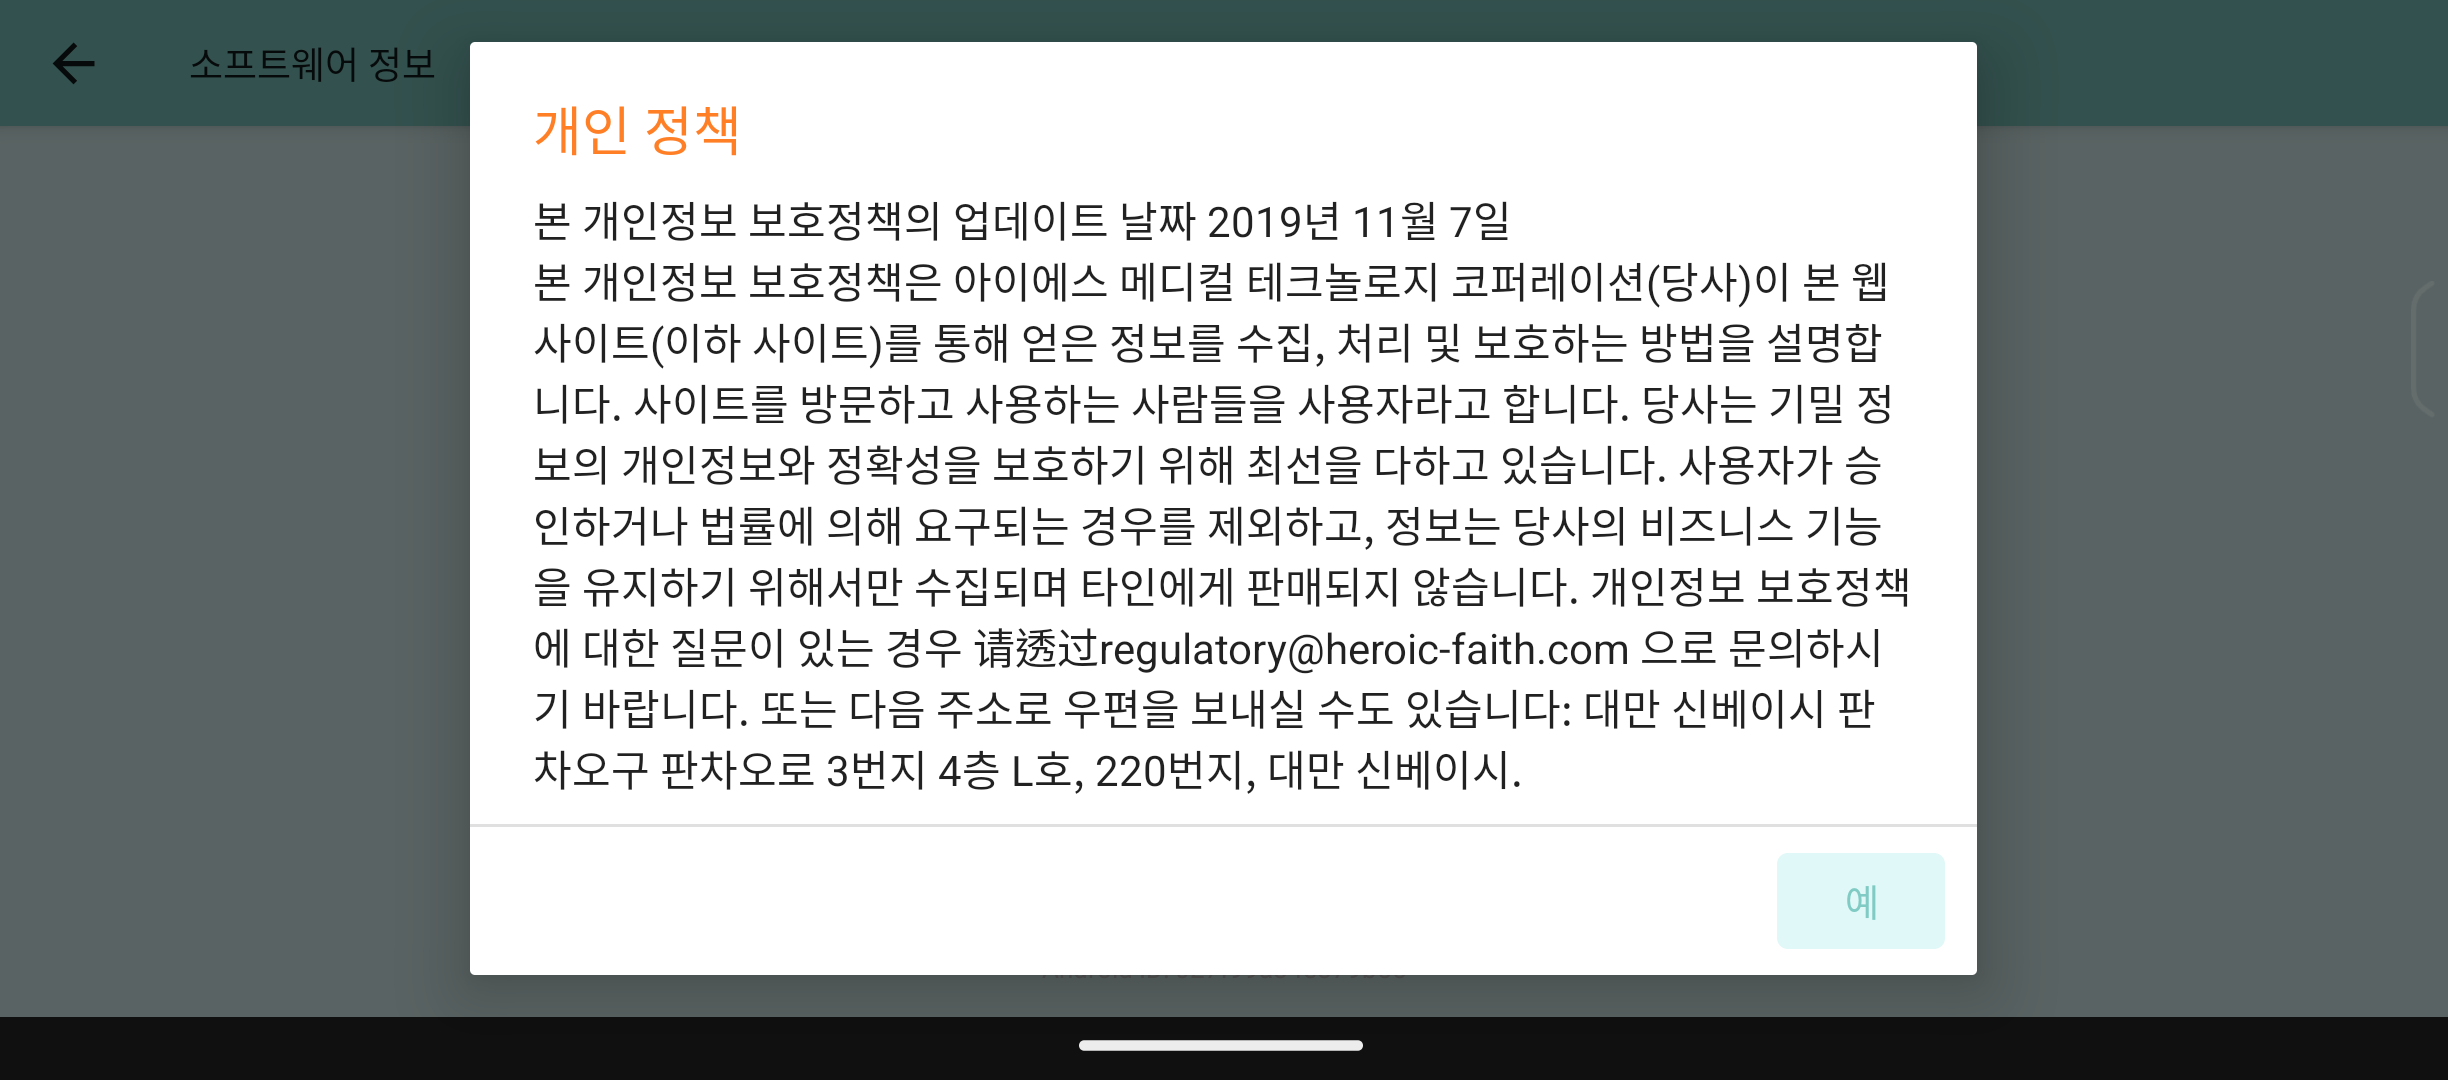 소프트웨어 정보
개인 정책
본 개인정보 보호정책의 업데이트 날짜 2019년 11월 7일
본 개인정보 보호정책은 아이에스 메디컬 테크놀로지 코퍼레이션(당사)이 본 웹
사이트(이하 사이트)를 통해 얻은 정보를 수집, 처리 및 보호하는 방법을 설명합
니다. 사이트를 방문하고 사용하는 사람들을 사용자라고 합니다. 당사는 기밀 정
보의 개인정보와 정확성을 보호하기 위해 최선을 다하고 있습니다. 사용자가 승
인하거나 법률에 의해 요구되는 경우를 제외하고, 정보는 당사의 비즈니스 기능
을 유지하기 위해서만 수집되며 타인에게 판매되지 않습니다. 개인정보 보호정책
에 대한 질문이 있는 경우 请透过regulatory@heroic-faith.com 으로 문의하시
기 바랍니다. 또는 다음 주소로 우편을 보내실 수도 있습니다: 대만 신베이시 판
차오구 판차오로 3번지 4층 L호, 220번지, 대만 신베이시.
예